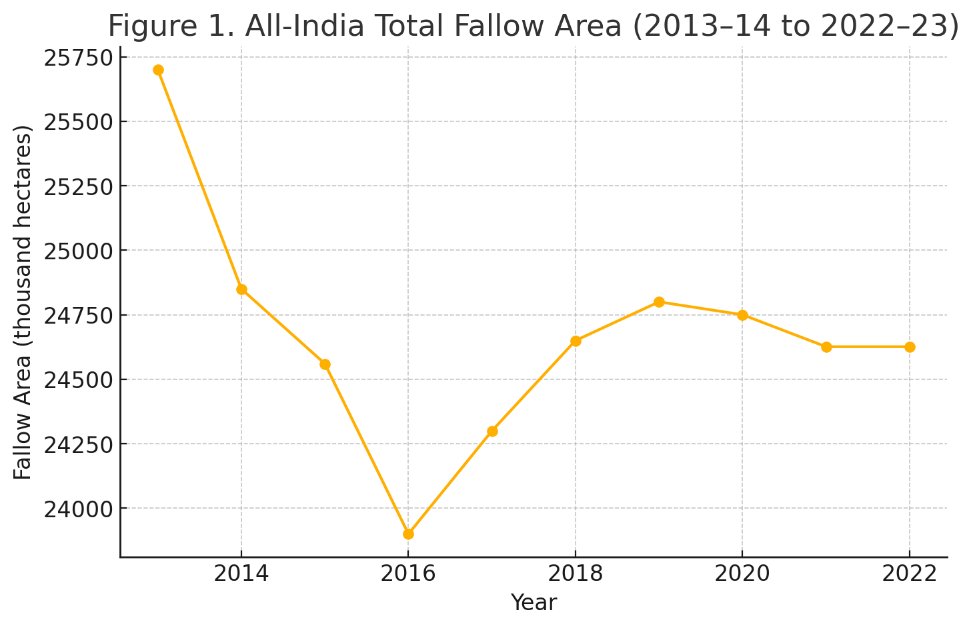 Figure 1. All-India Total Fallow Area (2013–14 to 2022–23)
Fallow Area (thousand hectares)
25750
25500
25250
25000
24750
24500
24250
24000
2014 2016 2018 2020 2022
Year